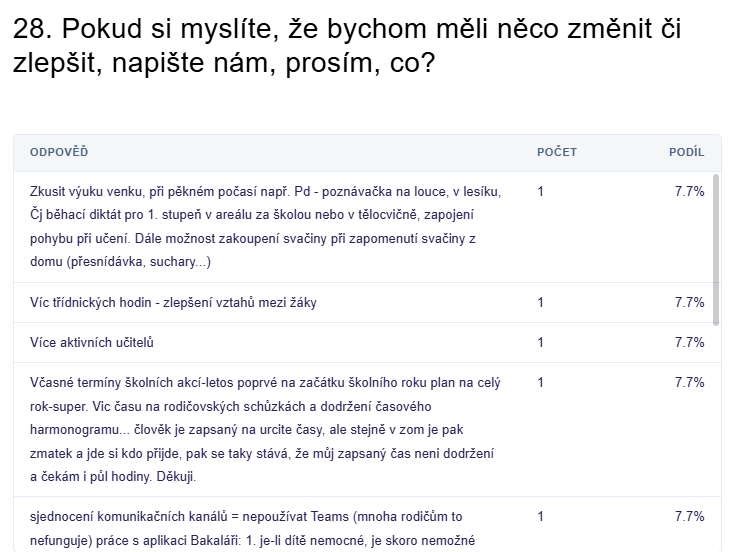 28. Pokud si myslíte, že bychom měli něco změnit či
zlepšit, napište nám, prosím, co?
ODPOVĚĎ POČET PODÍL
Zkusit výuku venku, při pěkném počasí např. Pd - poznávačka na louce, v lesíku, 1 7.7%
Čj běhací diktát pro 1. stupeň v areálu za školou nebo v tělocvičně, zapojení
pohybu při učení. Dále možnost zakoupení svačiny při zapomenutí svačiny z
domu (přesnídávka, suchary...)
Víc třídnických hodin - zlepšení vztahů mezi žáky 1 7.7%
Více aktivních učitelů 1 7.7%
Včasné termíny školních akcí-letos poprvé na začátku školního roku plan na celý 1 7.7%
rok-super. Vic času na rodičovských schůzkách a dodržení časového
harmonogramu... člověk je zapsaný na urcite časy, ale stejně v zom je pak
zmatek a jde si kdo přijde, pak se taky stává, že můj zapsaný čas neni dodržení
a čekám i půl hodiny. Děkuji.
sjednocení komunikačních kanálů = nepoužívat Teams (mnoha rodičům to 1 7.7%
nefunguje) práce s aplikaci Bakaláři: 1. je-li dítě nemocné, je skoro nemožné